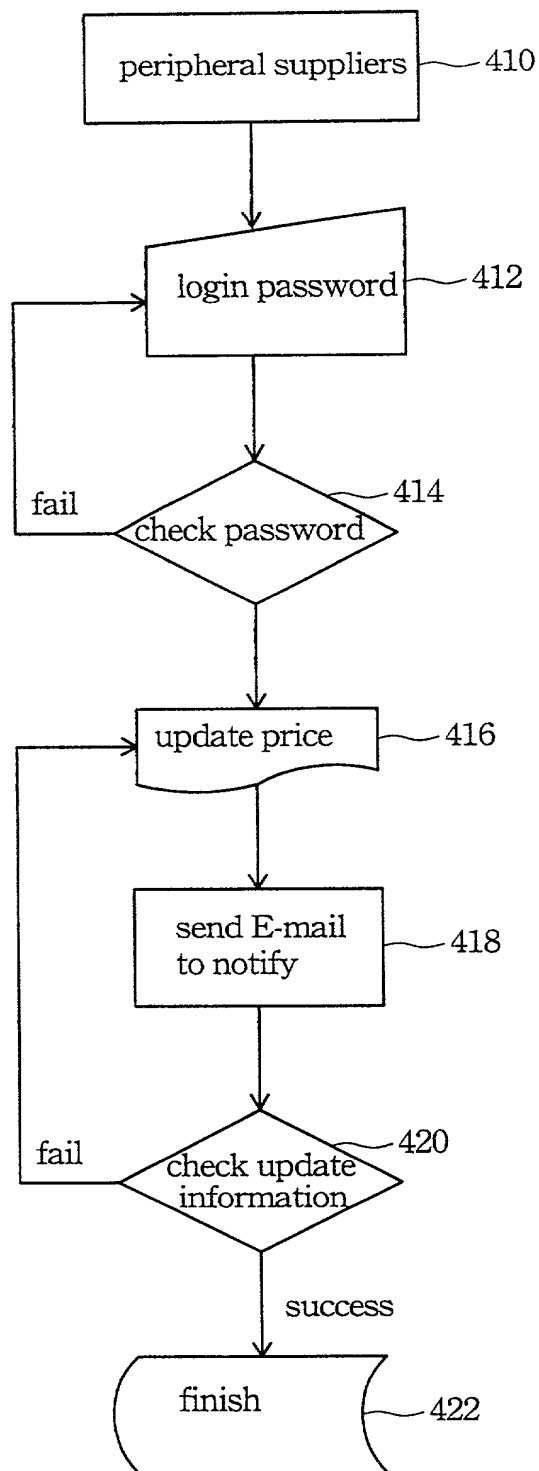 peripheral suppliers 410
login password 412
414
fail
check password
update price 416
send E-mail
to notify
418
420
fail
check update
information
success
finish
422